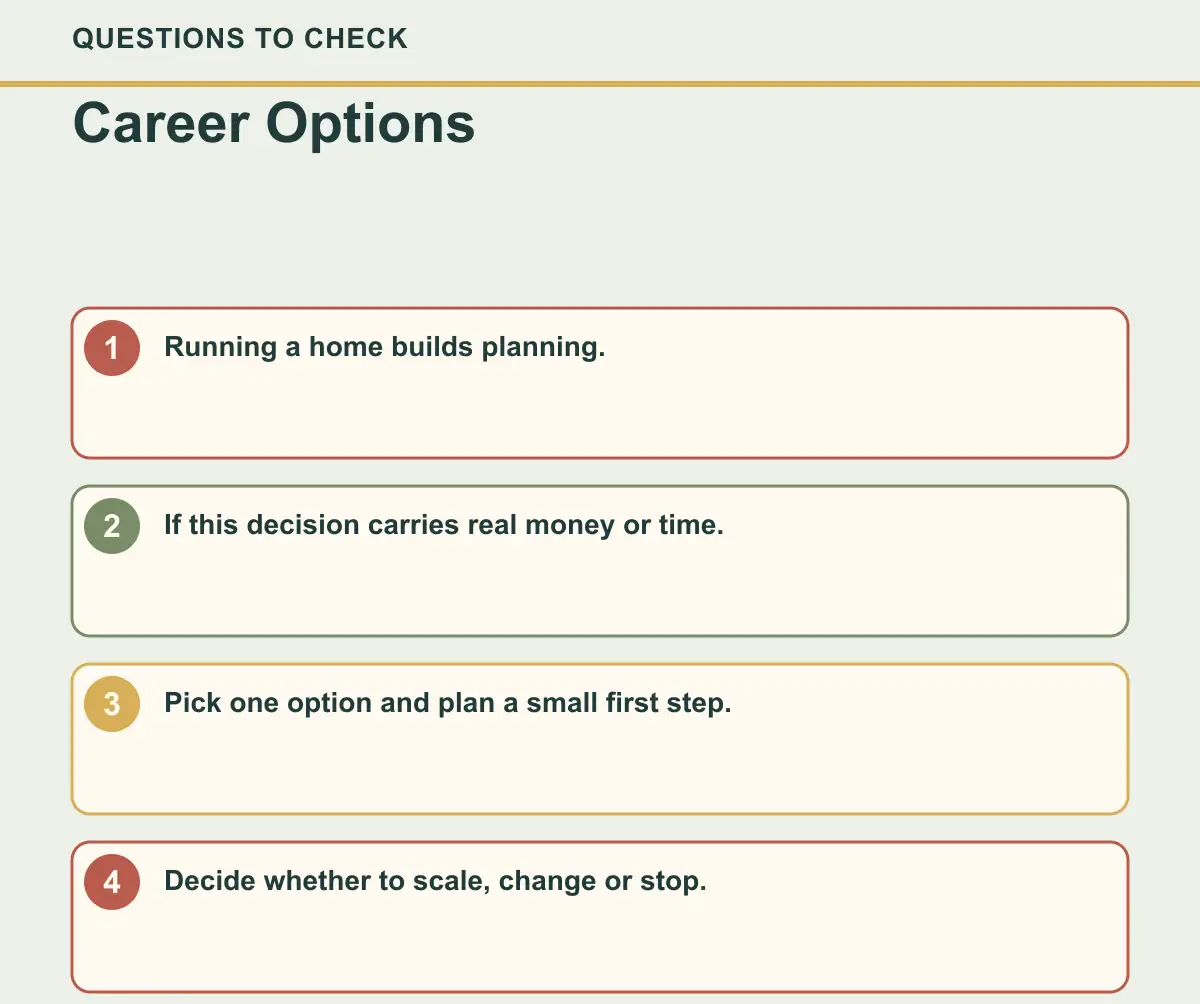 QUESTIONS TO CHECK
Career Options
1 Running a home builds planning.
2 If this decision carries real money or time.
3 Pick one option and plan a small first step.
4 Decide whether to scale, change or stop.